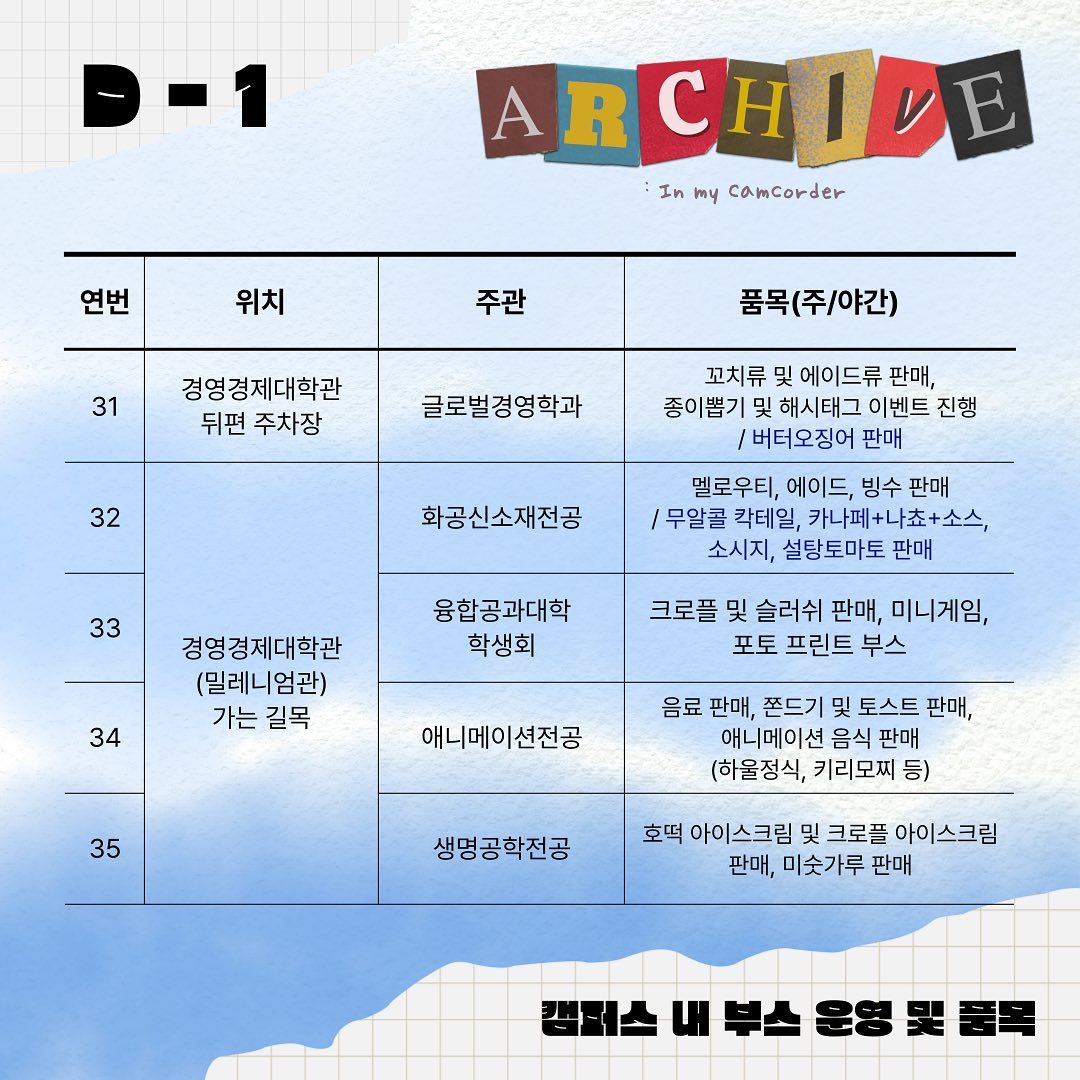 D-1
ARCHIVE
: In my camcorder
연번 위치 주관 품목(주/야간)
31
경영경제대학관
뒤편 주차장
글로벌경영학과
꼬치류 및 에이드류 판매,
종이뽑기 및 해시태그 이벤트 진행
/ 버터오징어 판매
32
경영경제대학관
(밀레니엄관)
가는 길목
화공신소재전공
멜로우티, 에이드, 빙수 판매
/ 무알콜 칵테일, 카나페+나쵸+소스,
소시지, 설탕토마토 판매
33
융합공과대학
학생회
크로플 및 슬러쉬 판매, 미니게임,
포토 프린트 부스
34
애니메이션전공
음료 판매, 쫀드기 및 토스트 판매,
애니메이션 음식 판매
(하울정식, 키리모찌 등)
35
생명공학전공
호떡 아이스크림 및 크로플 아이스크림
판매, 미숫가루 판매
캠퍼스 내 부스 운영 및 품목